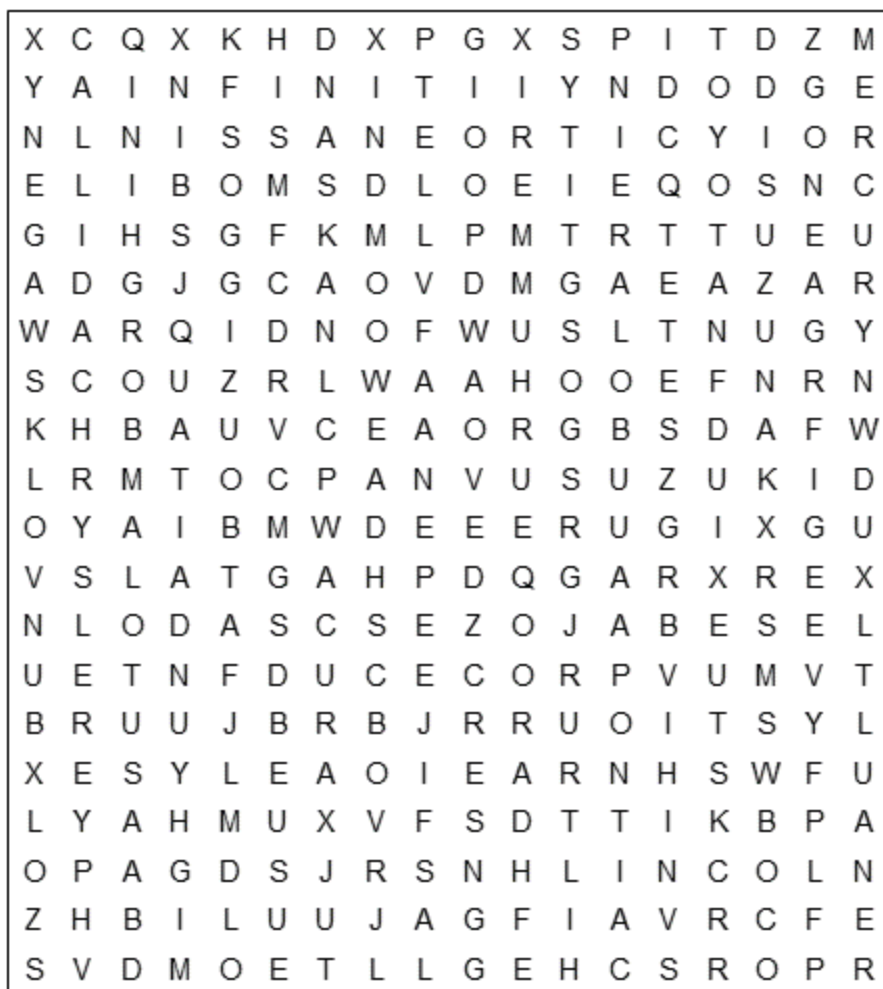 X C Q X K H D X P G X S P I T D Z M
Y A I N F I N I T I I Y N D O D G E
N L N I S S A N E O R T I C Y I O R
E L I B O M S D L O E I E Q O S N C
G I H S G F K M L P M T R T T U E U
A D G J G C A O V D M G A E A Z A R
W A R Q I D N O F W U S L T N U G Y
S C O U Z R L W A A H O O E F N R N
K H B A U V C E A O R G B S D A F W
L R M T O C P A N V U S U Z U K I D
O Y A I B M W D E E E R U G I X G U
V S L A T G A H P D Q G A R X R E X
N L O D A S C S E Z O J A B E S E L
U E T N F D U C E C O R P V U M V T
B R U U J B R B J R R U O I T S Y L
X E S Y L E A O I E A R N H S W F U
L Y A H M U X V F S D T T I K B P A
O P A G D S J R S N H L I N C O L N
Z H B I L U U J A G F I A V R C F E
S V D M O E T L L G E H C S R O P R